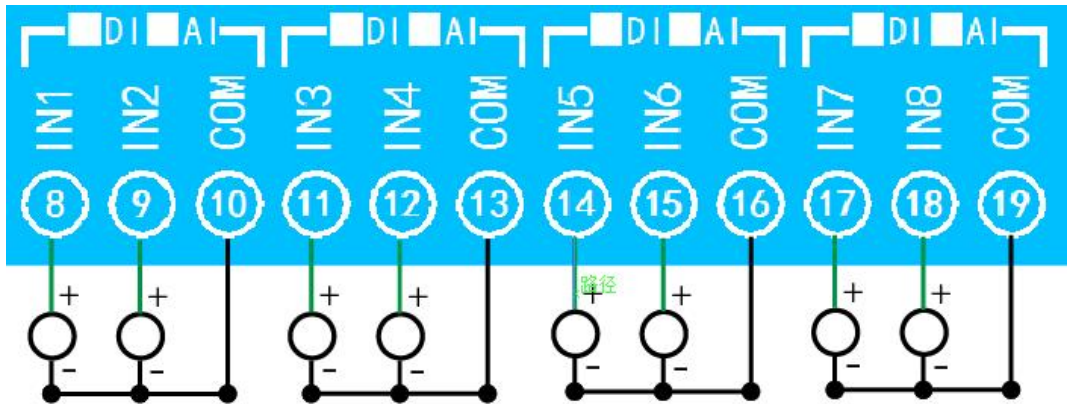 DI AI DI AI DI AI DI AI
IN1 IN2 COM IN3 IN4 COM IN5 IN6 COM IN7 IN8 COM
8 9 10 11 12 13 14 15 16 17 18 19
路径
+ + + + + + + +
- - - - - - - -